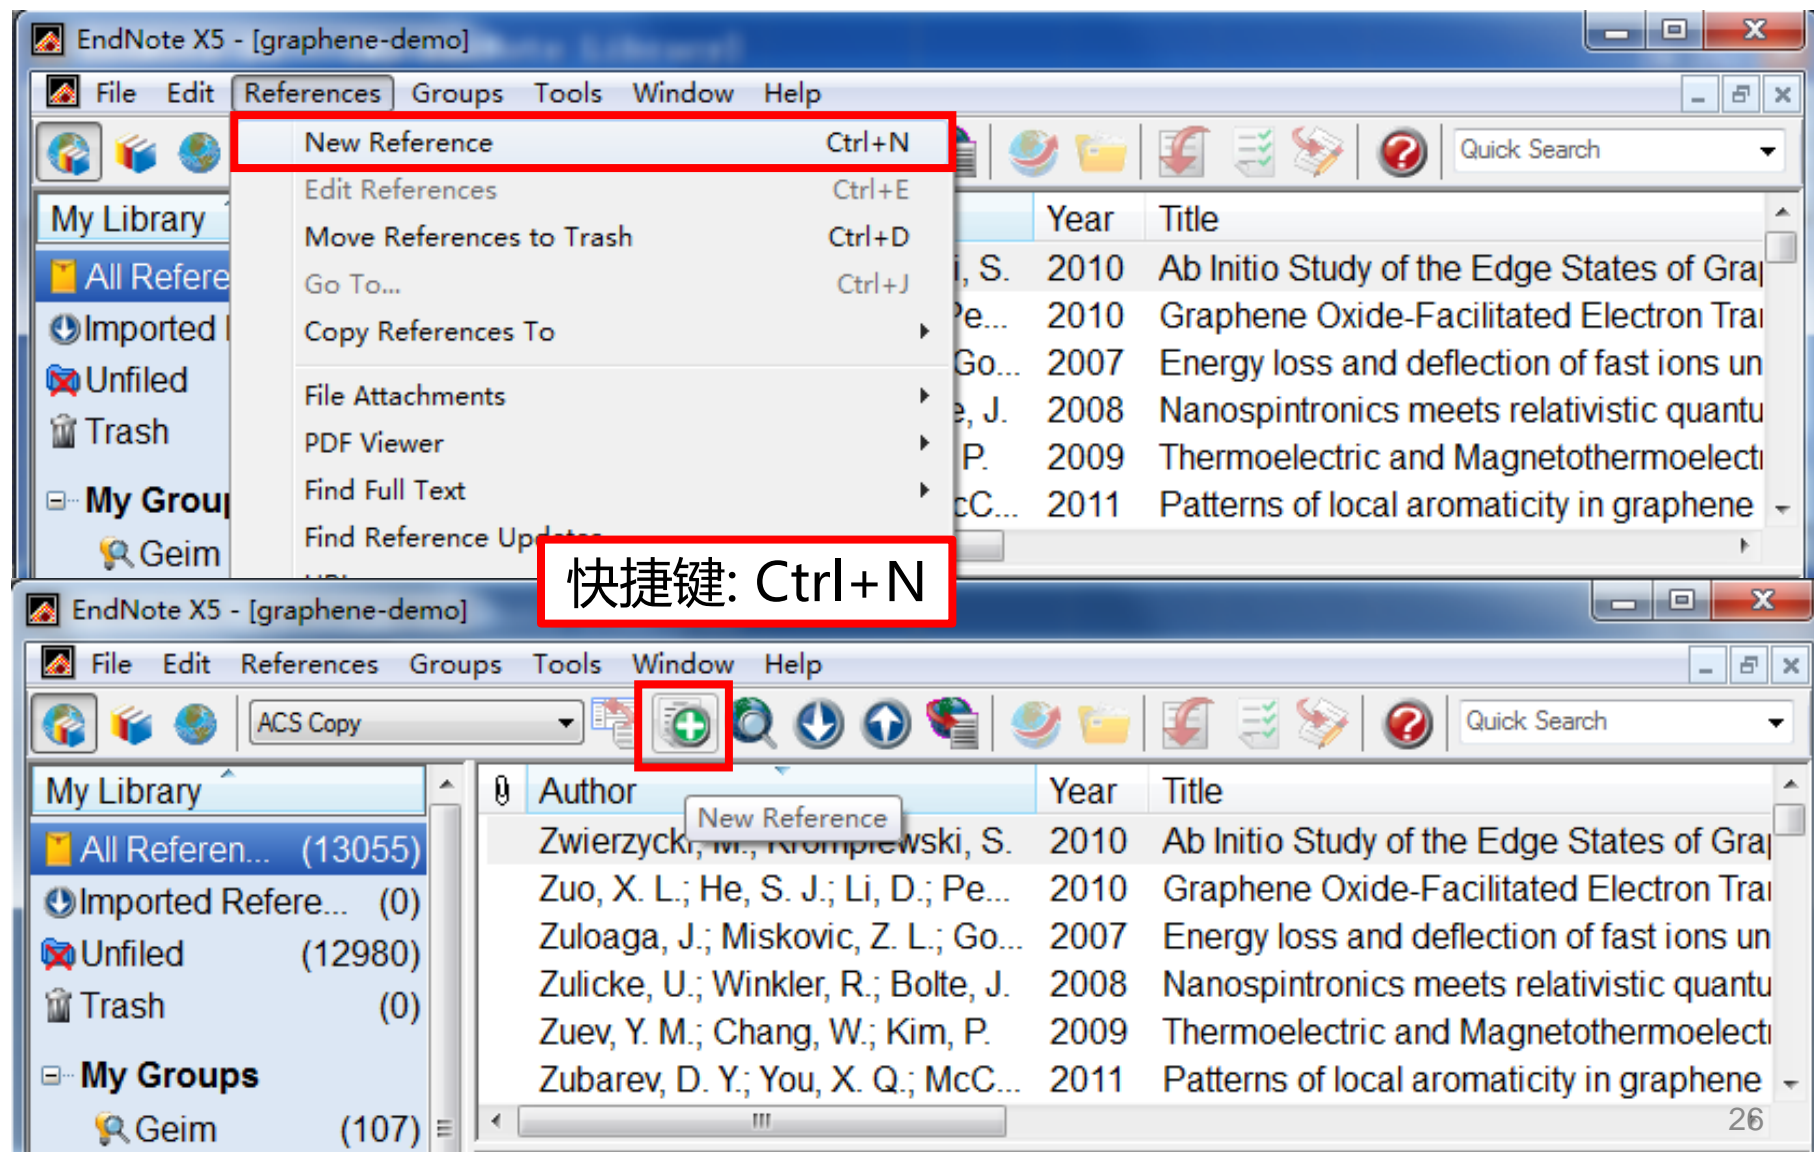 EndNote X5 - [graphene-demo]
File Edit References Groups Tools Window Help
New Reference Ctrl+N
Quick Search
Edit References Ctrl+E
My Library Year Title
Move References to Trash Ctrl+D
All Refere i, S. 2010 Ab Initio Study of the Edge States of Gra
Go To... Ctrl+J
Imported e... 2010 Graphene Oxide-Facilitated Electron Tra
Copy References To
Unfiled Go... 2007 Energy loss and deflection of fast ions un
File Attachments
, J. 2008 Nanospintronics meets relativistic quantu
Trash
PDF Viewer
P. 2009 Thermoelectric and Magnetothermoelect
Find Full Text
My Grou cC... 2011 Patterns of local aromaticity in graphene
Find Reference Updates
Geim
快捷键: Ctrl+N
EndNote X5 - [graphene-demo]
File Edit References Groups Tools Window Help
ACS Copy Quick Search
My Library Author Year Title
New Reference
All Referen... (13055) Zwierzycki, M.; Krompiewski, S. 2010 Ab Initio Study of the Edge States of Gra
Imported Refere... (0) Zuo, X. L.; He, S. J.; Li, D.; Pe... 2010 Graphene Oxide-Facilitated Electron Tra
Unfiled (12980) Zuloaga, J.; Miskovic, Z. L.; Go... 2007 Energy loss and deflection of fast ions un
Zulicke, U.; Winkler, R.; Bolte, J. 2008 Nanospintronics meets relativistic quantu
Trash (0)
Zuev, Y. M.; Chang, W.; Kim, P. 2009 Thermoelectric and Magnetothermoelect
My Groups Zubarev, D. Y.; You, X. Q.; McC... 2011 Patterns of local aromaticity in graphene
Geim (107)
26